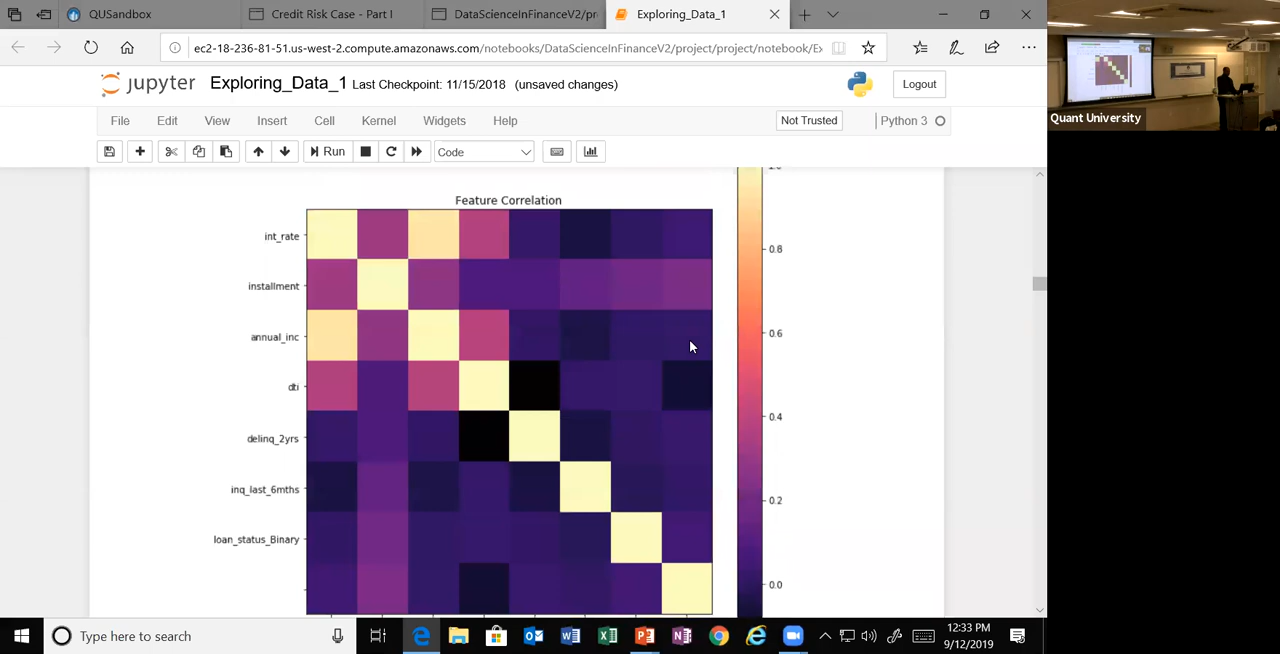 QUSandbox
Credit Risk Case - Part I
DataScienceInFinanceV2/pr
Exploring_Data_1
ec2-18-236-81-51.us-west-2.compute.amazonaws.com/notebooks/DataScienceInFinanceV2/project/project/notebook/Ex
jupyter Exploring_Data_1 Last Checkpoint: 11/15/2018 (unsaved changes)
Logout
File Edit View Insert Cell Kernel Widgets Help
Not Trusted
Python 3
Run
Code
Quant University
Feature Correlation
int_rate
installment
annual_inc
dti
delinq_2yrs
inq_last_6mths
loan_status_Binary
0.8
0.6
0.4
0.2
0.0
Type here to search
12:33 PM
9/12/2019